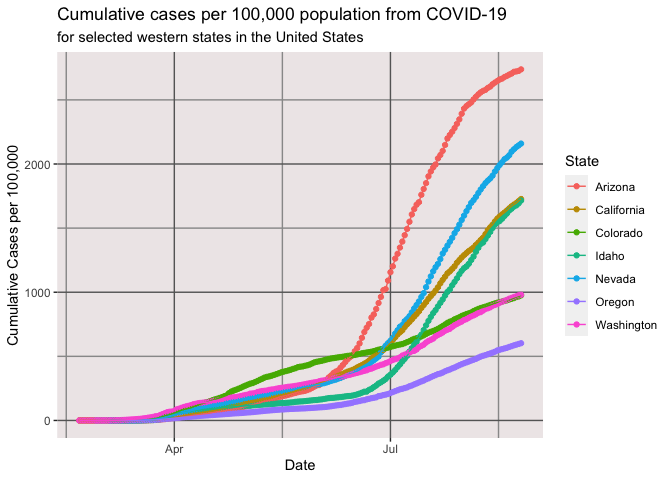 Cumulative cases per 100,000 population from COVID-19
for selected western states in the United States
Cumulative Cases per 100,000
2000
1000
0
Apr
Jul
Date
State
Arizona
California
Colorado
Idaho
Nevada
Oregon
Washington